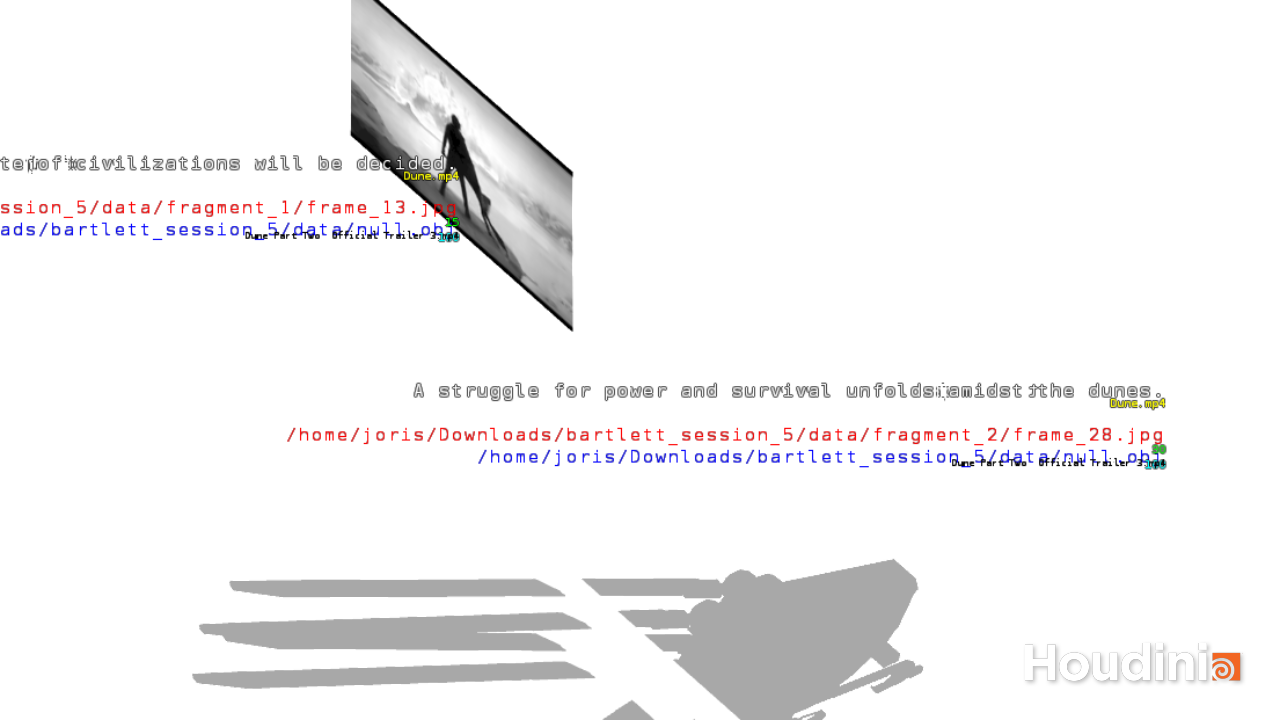 civilizations will be decided.
Dune.mp4
ssion_5/data/fragment_1/frame_13.jpg
15
ads/bartlett_session_5/data/null.obj
Dune Part Two Official Trailer 3.mp4
A struggle for power and survival unfolds amidst the dunes.
Dune.mp4
/home/joris/Downloads/bartlett_session_5/data/fragment_2/frame_28.jpg
/home/joris/Downloads/bartlett_session_5/data/null.obj
Dune Part Two Official Trailer 3.mp4
Houdini